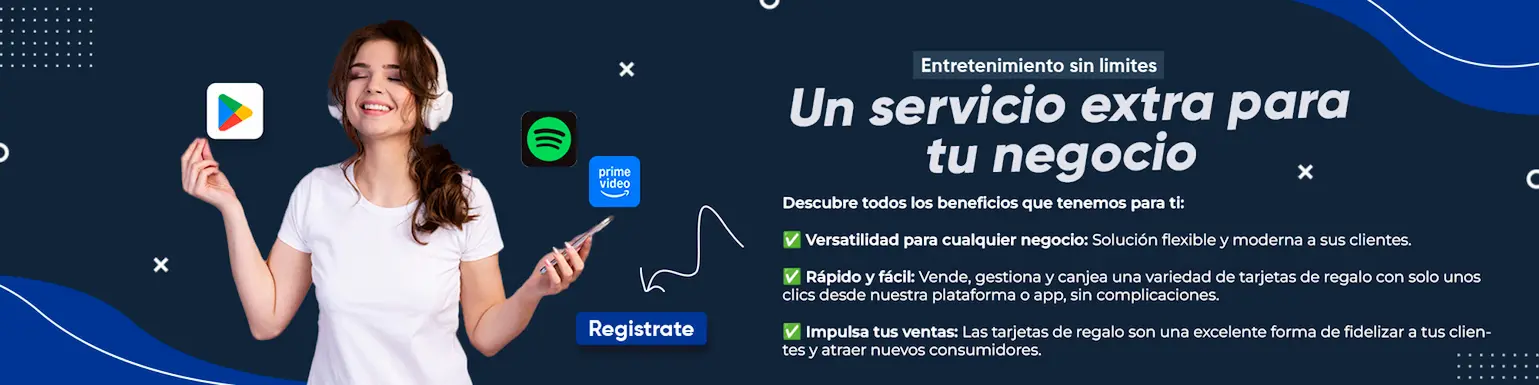 Entretenimiento sin limites
Un servicio extra para
tu negocio
prime
video
Descubre todos los beneficios que tenemos para ti:
✅ Versatilidad para cualquier negocio: Solución flexible y moderna a sus clientes.
✅ Rápido y fácil: Vende, gestiona y canjea una variedad de tarjetas de regalo con solo unos
clics desde nuestra plataforma o app, sin complicaciones.
Registrate
✅ Impulsa tus ventas: Las tarjetas de regalo son una excelente forma de fidelizar a tus clien-
tes y atraer nuevos consumidores.